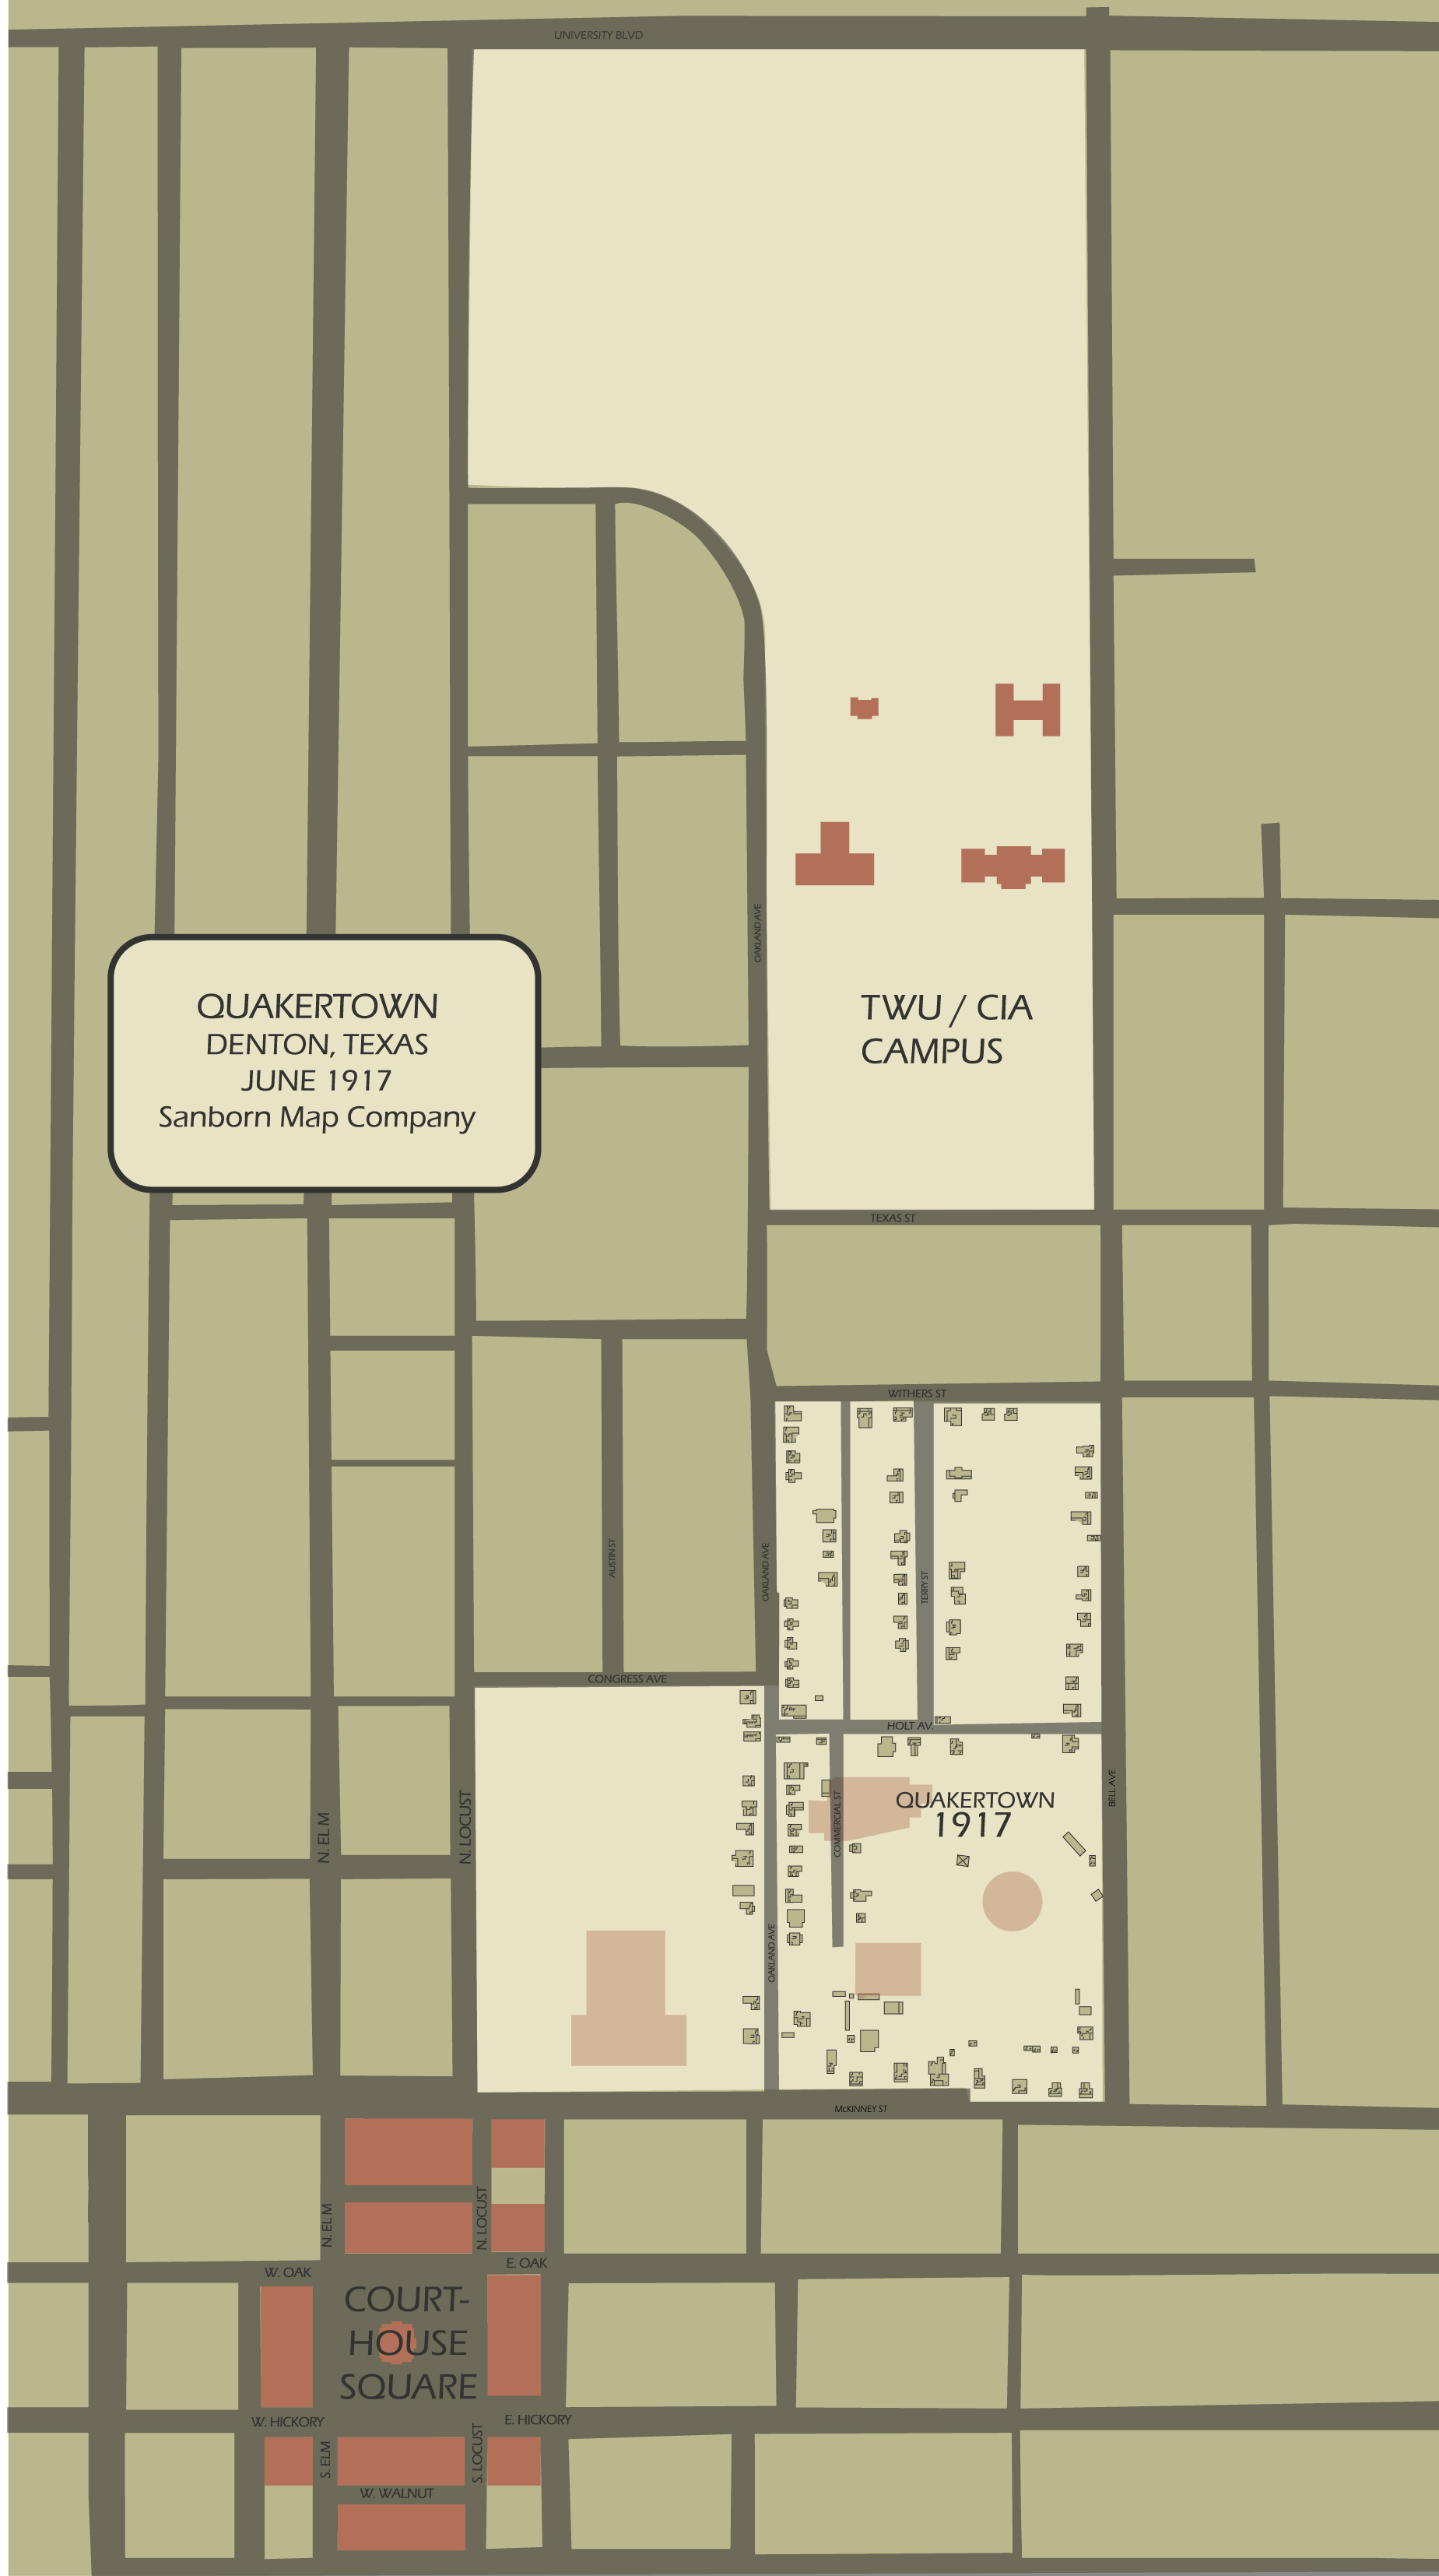 UNIVERSITY BLVD
OAKLAND AVE
QUAKERTOWN
DENTON, TEXAS
JUNE 1917
Sanborn Map Company
TWU / CIA
CAMPUS
TEXAS ST
WITHERS ST
AUSTIN ST
OAKLAND AVE
TERRY ST
CONGRESS AVE
HOLT AV.
N. ELM
N. LOCUST
COMMERCIAL ST
QUAKERTOWN
1917
BELL AVE
OAKLAND AVE
McKINNEY ST
N. ELM
N. LOCUST
W. OAK
E. OAK
COURT-
HOUSE
SQUARE
W. HICKORY
E. HICKORY
S. ELM
S. LOCUST
W. WALNUT